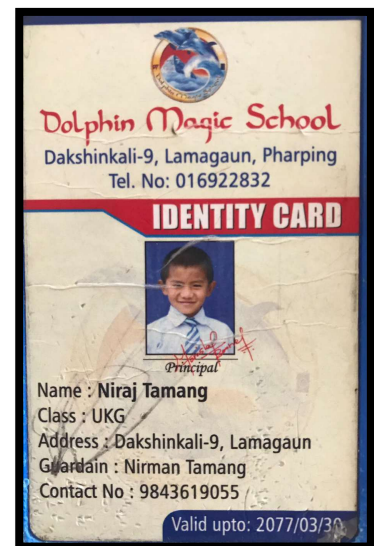 Dolphin Magic School
Dakshinkali-9, Lamagaun, Pharping
Tel. No: 016922832
IDENTITY CARD
Principal
Name : Niraj Tamang
Class : UKG
Address : Dakshinkali-9, Lamagaun
Guardain : Nirman Tamang
Contact No : 9843619055
Valid upto: 2077/03/30